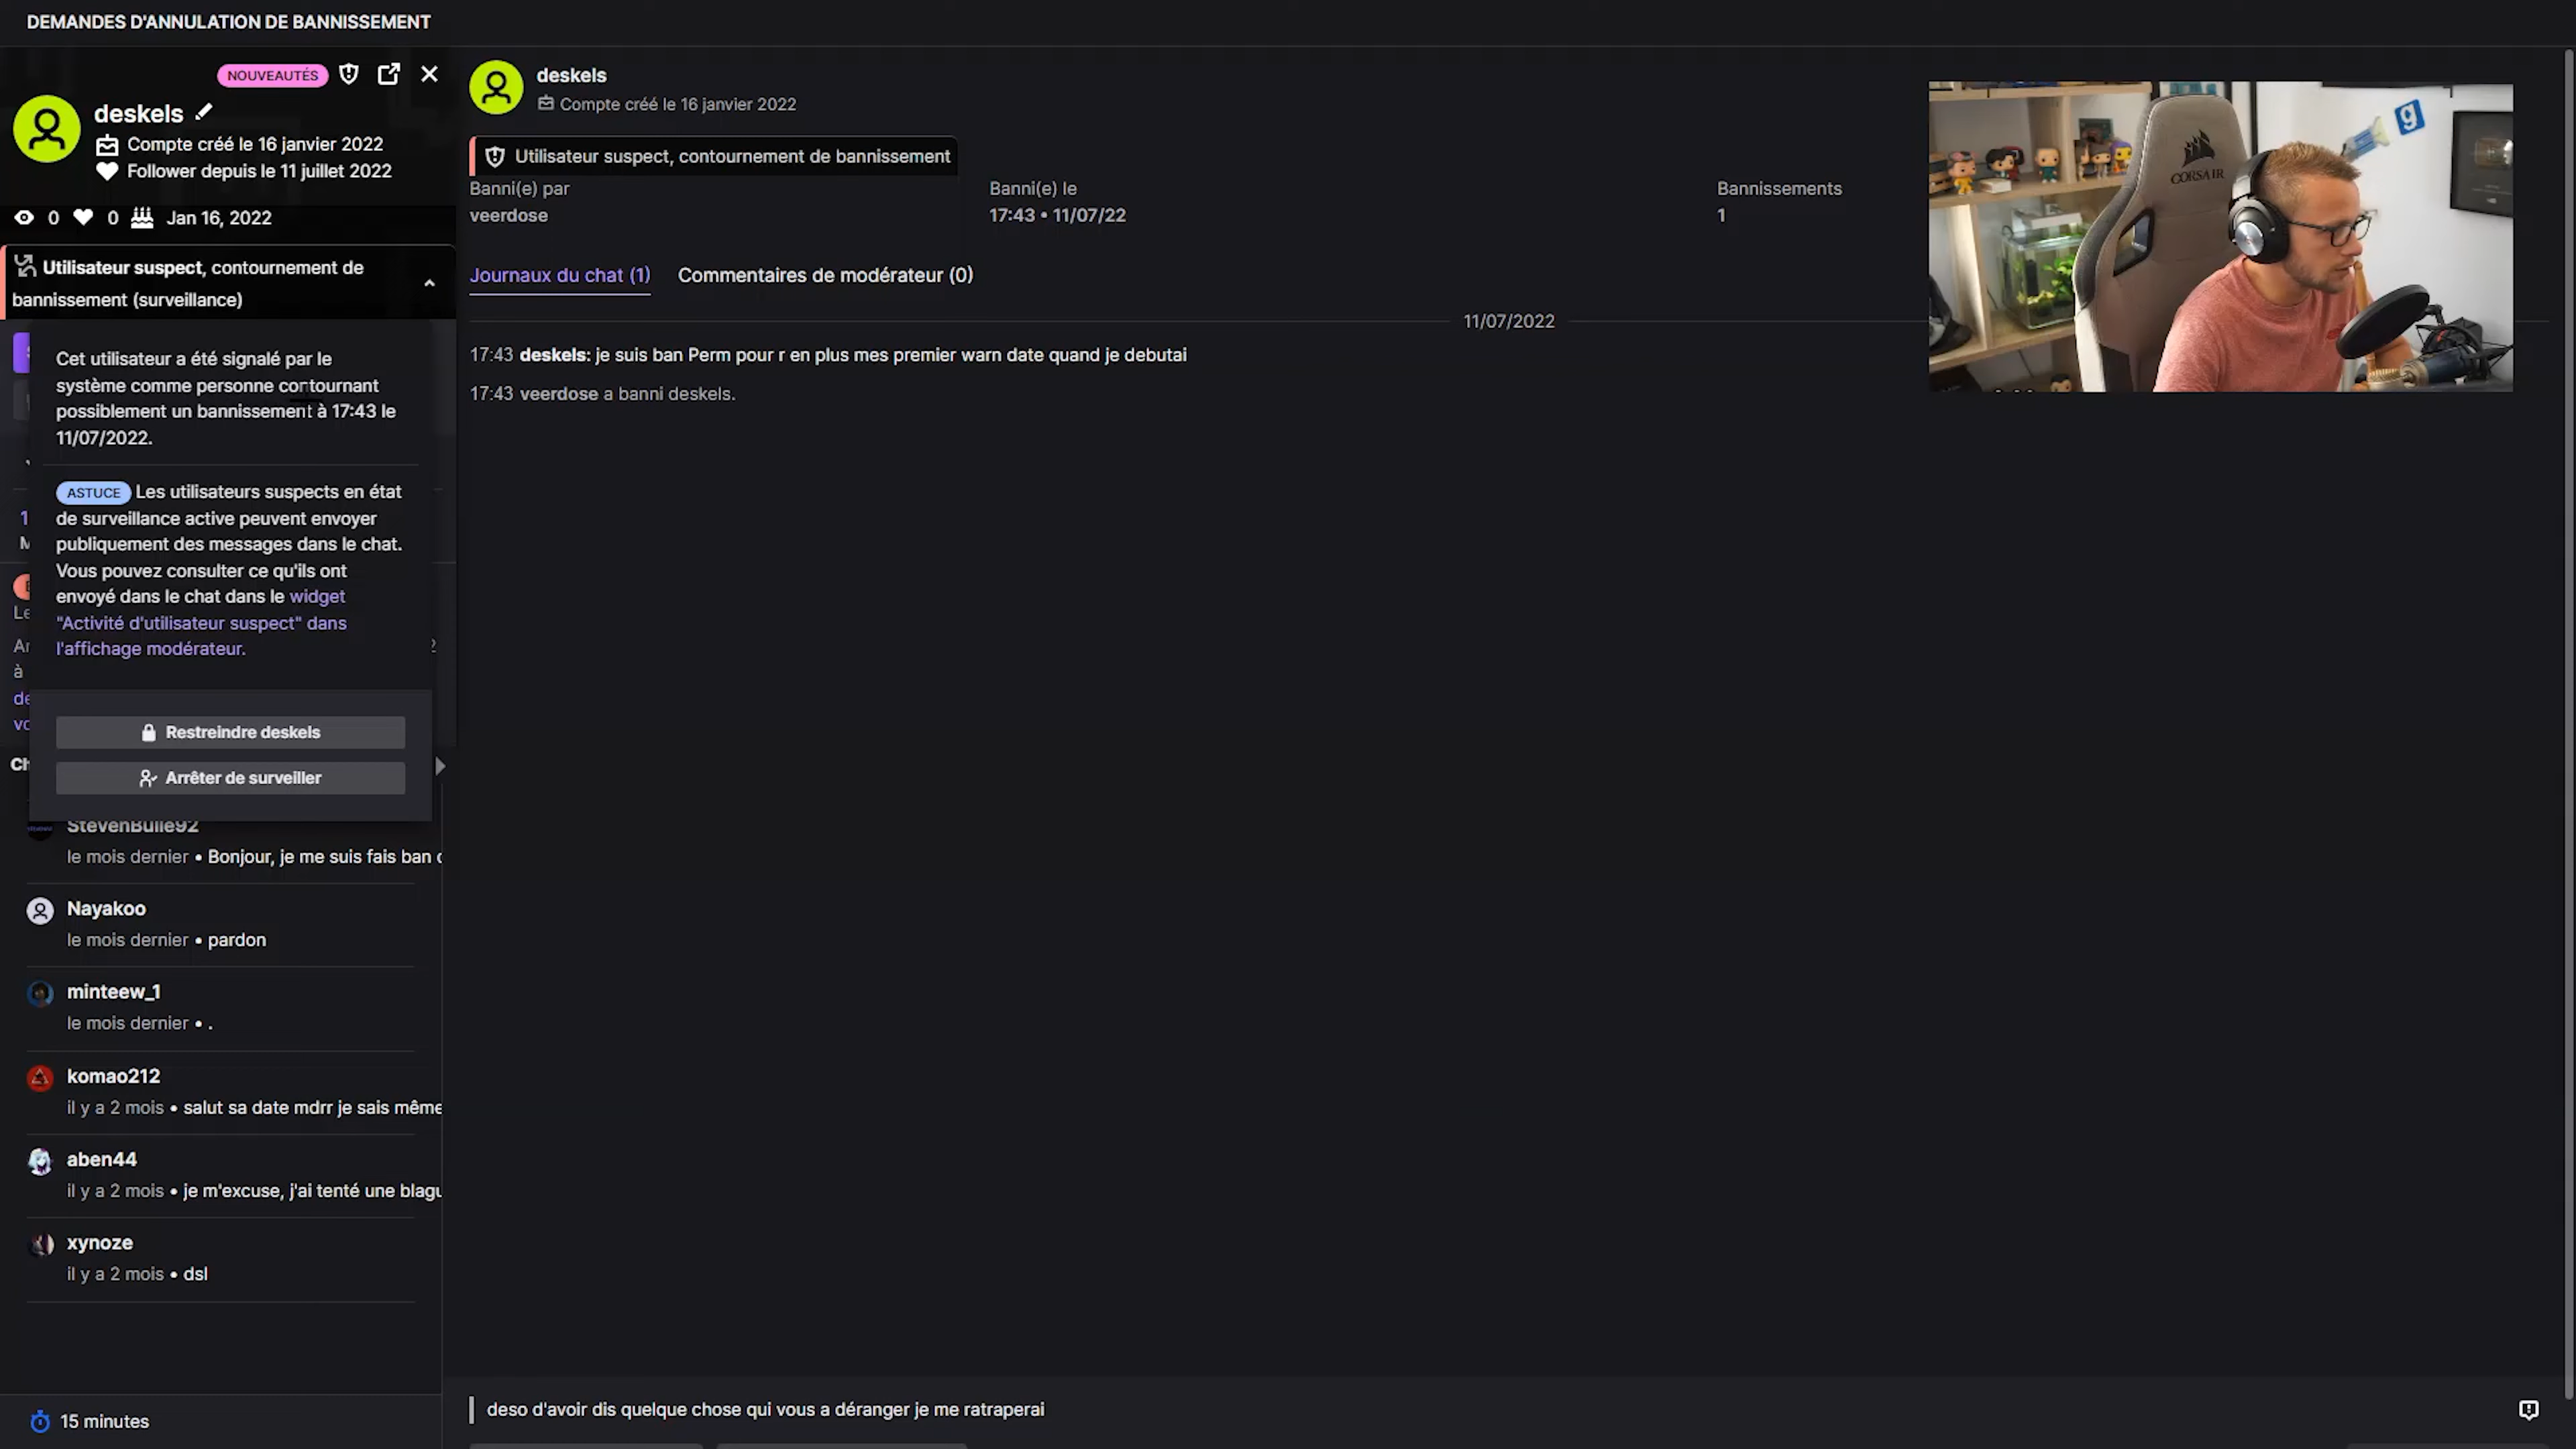 DEMANDES D'ANNULATION DE BANNISSEMENT
NOUVEAUTÉS
deskels
Compte créé le 16 janvier 2022
Follower depuis le 11 juillet 2022
0 0 Jan 16, 2022
Utilisateur suspect, contournement de
bannissement (surveillance)
Cet utilisateur a été signalé par le
système comme personne contournant
possiblement un bannissement à 17:43 le
11/07/2022.
ASTUCE Les utilisateurs suspects en état
de surveillance active peuvent envoyer
publiquement des messages dans le chat.
Vous pouvez consulter ce qu'ils ont
envoyé dans le chat dans le widget
"Activité d'utilisateur suspect" dans
l'affichage modérateur.
Restreindre deskels
Arrêter de surveiller
StevenBulle92
le mois dernier • Bonjour, je me suis fais ban
Nayakoo
le mois dernier • pardon
minteew_1
le mois dernier • .
komao212
il y a 2 mois • salut sa date mdrr je sais même
aben44
il y a 2 mois • je m'excuse, j'ai tenté une blagu
xynoze
il y a 2 mois • dsl
15 minutes
deskels
Compte créé le 16 janvier 2022
Utilisateur suspect, contournement de bannissement
Banni(e) par
veerdose
Banni(e) le
17:43 • 11/07/22
Bannissements
1
Journaux du chat (1) Commentaires de modérateur (0)
11/07/2022
17:43 deskels: je suis ban Perm pour r en plus mes premier warn date quand je debutai
17:43 veerdose a banni deskels.
deso d'avoir dis quelque chose qui vous a déranger je me ratraperai
CORSAIR
g